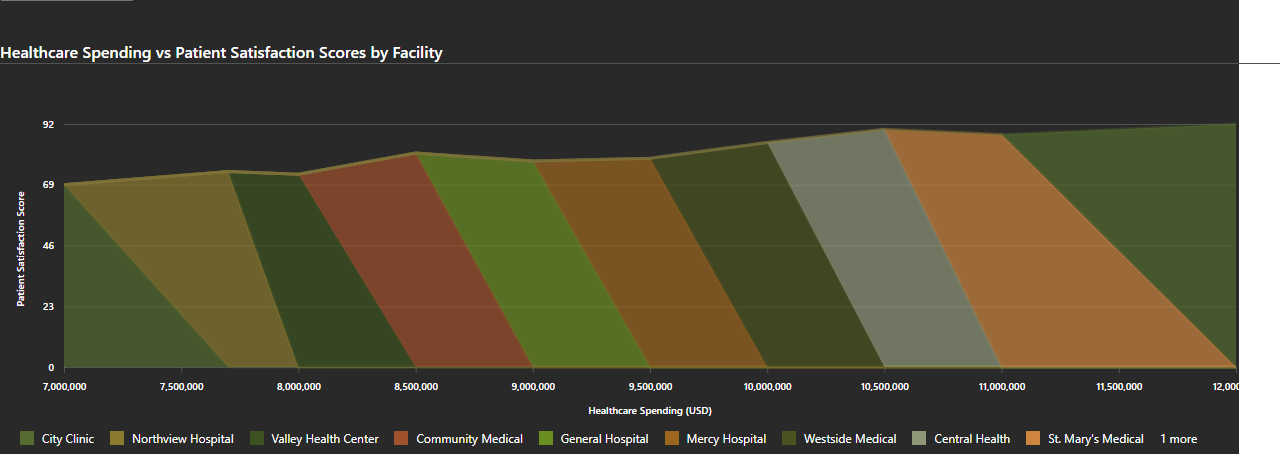 Healthcare Spending vs Patient Satisfaction Scores by Facility
92
69
46
23
0
Patient Satisfaction Score
7,000,000 7,500,000 8,000,000 8,500,000 9,000,000 9,500,000 10,000,000 10,500,000 11,000,000 11,500,000 12,000
Healthcare Spending (USD)
City Clinic Northview Hospital Valley Health Center Community Medical General Hospital Mercy Hospital Westside Medical Central Health St. Mary's Medical 1 more